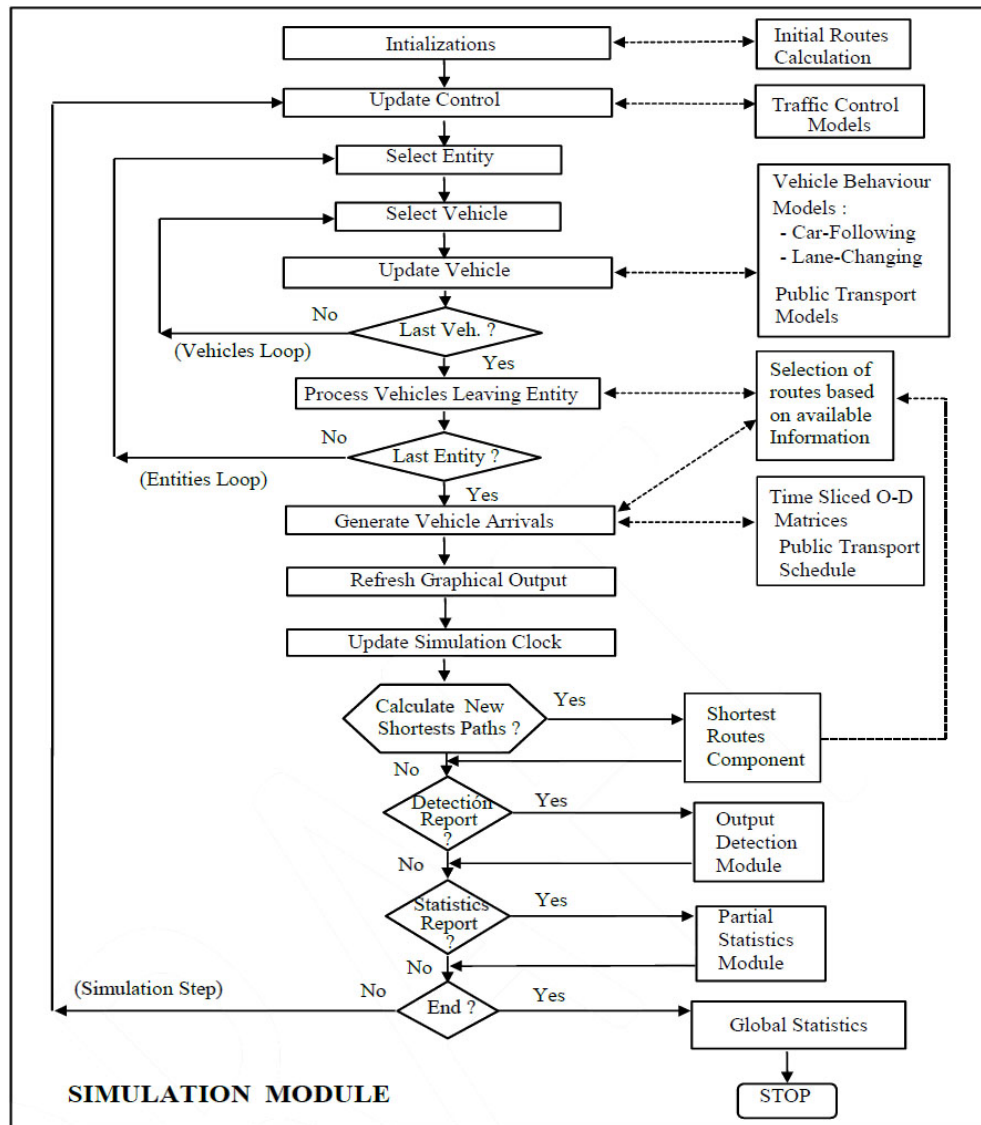 Intializations
Initial Routes
Calculation
Update Control
Traffic Control
Models
Select Entity
Vehicle Behaviour
Models :
- Car-Following
- Lane-Changing
Public Transport
Models
Select Vehicle
Update Vehicle
No
Last Veh. ?
(Vehicles Loop)
Yes
Process Vehicles Leaving Entity
Selection of
routes based
on available
Information
No
Last Entity ?
(Entities Loop)
Yes
Generate Vehicle Arrivals
Time Sliced O-D
Matrices
Public Transport
Schedule
Refresh Graphical Output
Update Simulation Clock
Calculate New
Shortests Paths ?
Yes
Shortest
Routes
Component
No
Detectión
Report
?
Yes
Output
Detection
Module
No
Statistics
Report
?
Yes
Partial
Statistics
Module
No
(Simulation Step)
No
End ?
Yes
Global Statistics
STOP
SIMULATION MODULE